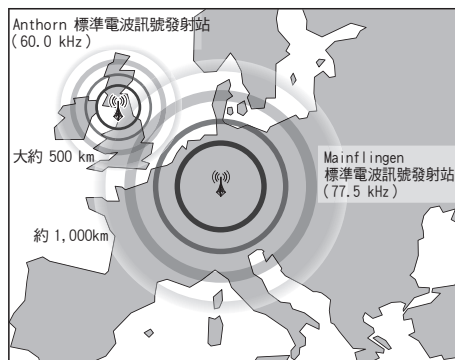 Anthorn 標準電波訊號發射站
(60.0 kHz)
大約 500 km
Mainflingen
標準電波訊號發射站
(77.5 kHz)
約 1,000km